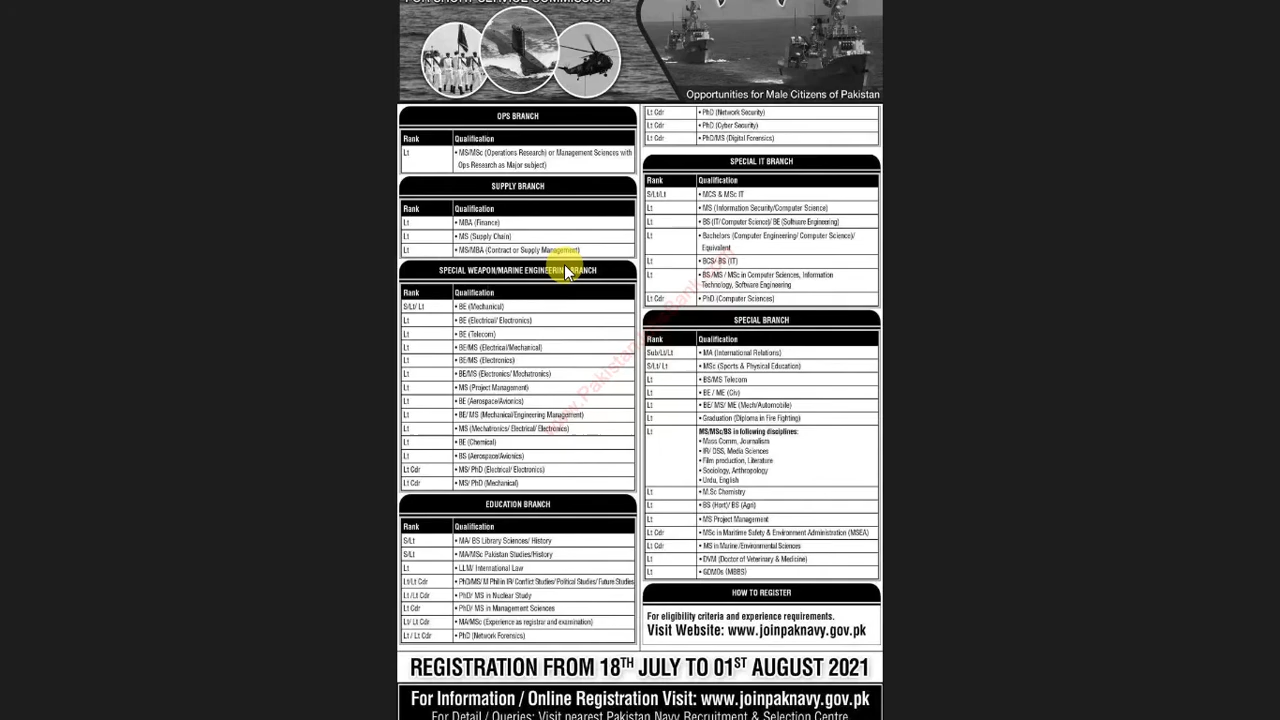 FOR SHORT SERVICE COMMISSION
Opportunities for Male Citizens of Pakistan
OPS BRANCH
Rank Qualification
Lt • MS/MSc (Operations Research) or Management Sciences with
Ops Research as Major subject)
SUPPLY BRANCH
Rank Qualification
Lt • MBA (Finance)
Lt • MS (Supply Chain)
Lt • MS/MBA (Contract or Supply Management)
SPECIAL WEAPON/MARINE ENGINEERING BRANCH
Rank Qualification
S/Lt/ Lt • BE (Mechanical)
Lt • BE (Electrical/ Electronics)
Lt • BE (Telecom)
Lt • BE/MS (Electrical/Mechanical)
Lt • BE/MS (Electronics)
Lt • BE/MS (Electronics/ Mechatronics)
Lt • MS (Project Management)
Lt • BE (Aerospace/Avionics)
Lt • BE/ MS (Mechanical/Engineering Management)
Lt • MS (Mechatronics/ Electrical/ Electronics)
Lt • BE (Chemical)
Lt • BS (Aerospace/Avionics)
Lt Cdr • MS/ PhD (Electrical/ Electronics)
Lt Cdr • MS/ PhD (Mechanical)
EDUCATION BRANCH
Rank Qualification
S/Lt • MA/ BS Library Sciences/ History
S/Lt • MA/MSc Pakistan Studies/History
Lt • LLM/ International Law
Lt/Lt Cdr • PhD/MS/ M Phil in IR/ Conflict Studies/ Political Studies/ Future Studies
Lt /Lt Cdr • PhD/ MS in Nuclear Study
Lt Cdr • PhD/ MS in Management Sciences
Lt/ Lt Cdr • MA/MSc (Experience as registrar and examination)
Lt / Lt Cdr • PhD (Network Forensics)
Lt Cdr • PhD (Network Security)
Lt Cdr • PhD (Cyber Security)
Lt Cdr • PhD/MS (Digital Forensics)
SPECIAL IT BRANCH
Rank Qualification
S/Lt/Lt • MCS & MSc IT
Lt • MS (Information Security/Computer Science)
Lt • BS (IT/ Computer Science)/ BE (Software Engineering)
Lt • Bachelors (Computer Engineering/ Computer Science)/
Equivalent
Lt • BCS/ BS (IT)
Lt • BS/MS / MSc in Computer Sciences, Information
Technology, Software Engineering
Lt Cdr • PhD (Computer Sciences)
SPECIAL BRANCH
Rank Qualification
Sub/Lt/Lt • MA (International Relations)
S/Lt/ Lt • MSc (Sports & Physical Education)
Lt • BS/MS Telecom
Lt • BE / ME (Civ)
Lt • BE/ MS/ ME (Mech/Automobile)
Lt • Graduation (Diploma in Fire Fighting)
Lt MS/MSc/BS in following disciplines:
• Mass Comm, Journalism
• IR/ DSS, Media Sciences
• Film production, Literature
• Sociology, Anthropology
• Urdu, English
Lt • M.Sc Chemistry
Lt • BS (Hort)/ BS (Agri)
Lt • MS Project Management
Lt Cdr • MSc in Maritime Safety & Environment Administration (MSEA)
Lt Cdr • MS in Marine/Environmental Sciences
Lt • DVM (Doctor of Veterinary & Medicine)
Lt • GDMOs (MBBS)
HOW TO REGISTER
For eligibility criteria and experience requirements.
Visit Website: www.joinpaknavy.gov.pk
REGISTRATION FROM 18TH JULY TO 01ST AUGUST 2021
For Information / Online Registration Visit: www.joinpaknavy.gov.pk
For Detail / Queries: Visit nearest Pakistan Navy Recruitment & Selection Centre